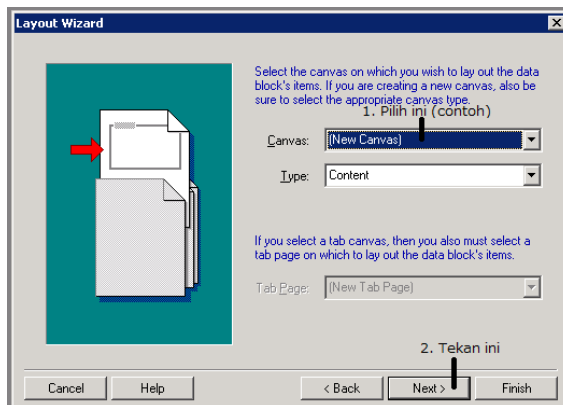 Layout Wizard
Select the canvas on which you wish to lay out the data
block's items. If you are creating a new canvas, also be
sure to select the appropriate canvas type.
1. Pilih ini (contoh)
Canvas: (New Canvas)
Type: Content
If you select a tab canvas, then you also must select a
tab page on which to lay out the data block's items.
Tab Page: (New Tab Page)
2. Tekan ini
Cancel Help < Back Next > Finish